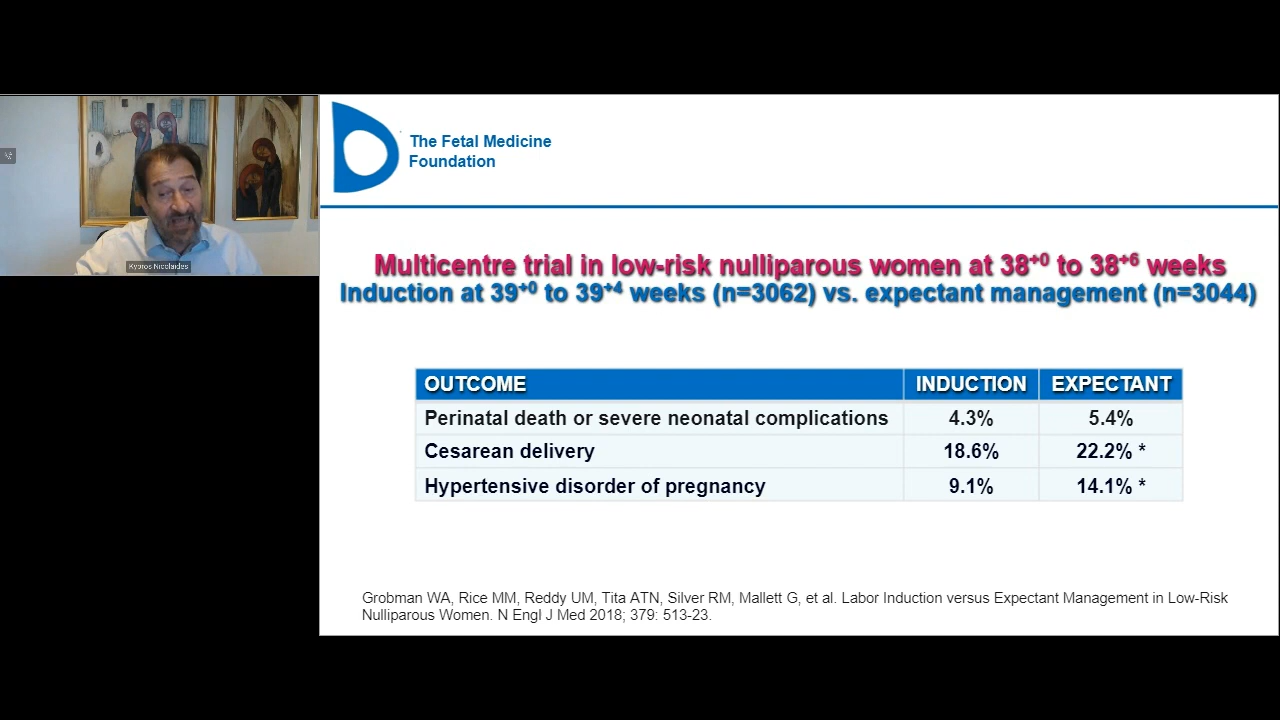 Kypros Nicolaides
The Fetal Medicine
Foundation
Multicentre trial in low-risk nulliparous women at 38⁺⁰ to 38⁺⁶ weeks
Induction at 39⁺⁰ to 39⁺⁴ weeks (n=3062) vs. expectant management (n=3044)
OUTCOME INDUCTION EXPECTANT
Perinatal death or severe neonatal complications 4.3% 5.4%
Cesarean delivery 18.6% 22.2% *
Hypertensive disorder of pregnancy 9.1% 14.1% *
Grobman WA, Rice MM, Reddy UM, Tita ATN, Silver RM, Mallett G, et al. Labor Induction versus Expectant Management in Low-Risk
Nulliparous Women. N Engl J Med 2018; 379: 513-23.